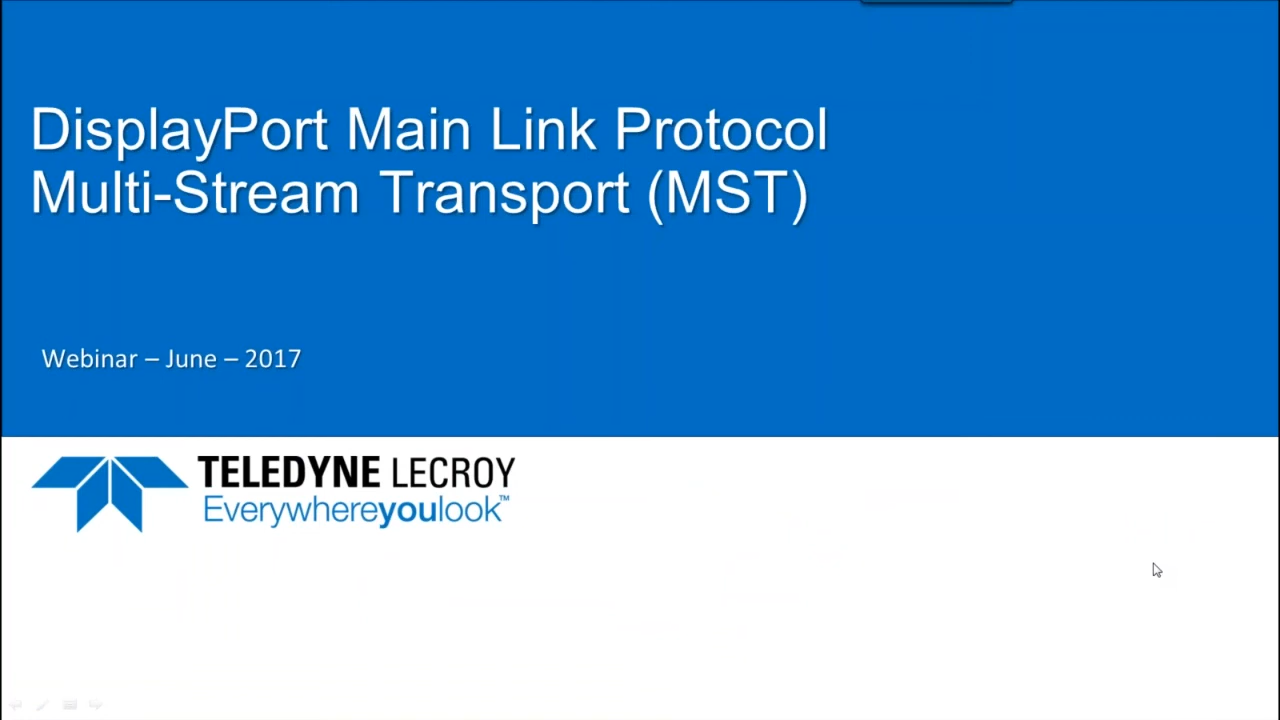 DisplayPort Main Link Protocol
Multi-Stream Transport (MST)
Webinar – June – 2017
TELEDYNE LECROY
Everywhereyoulook™